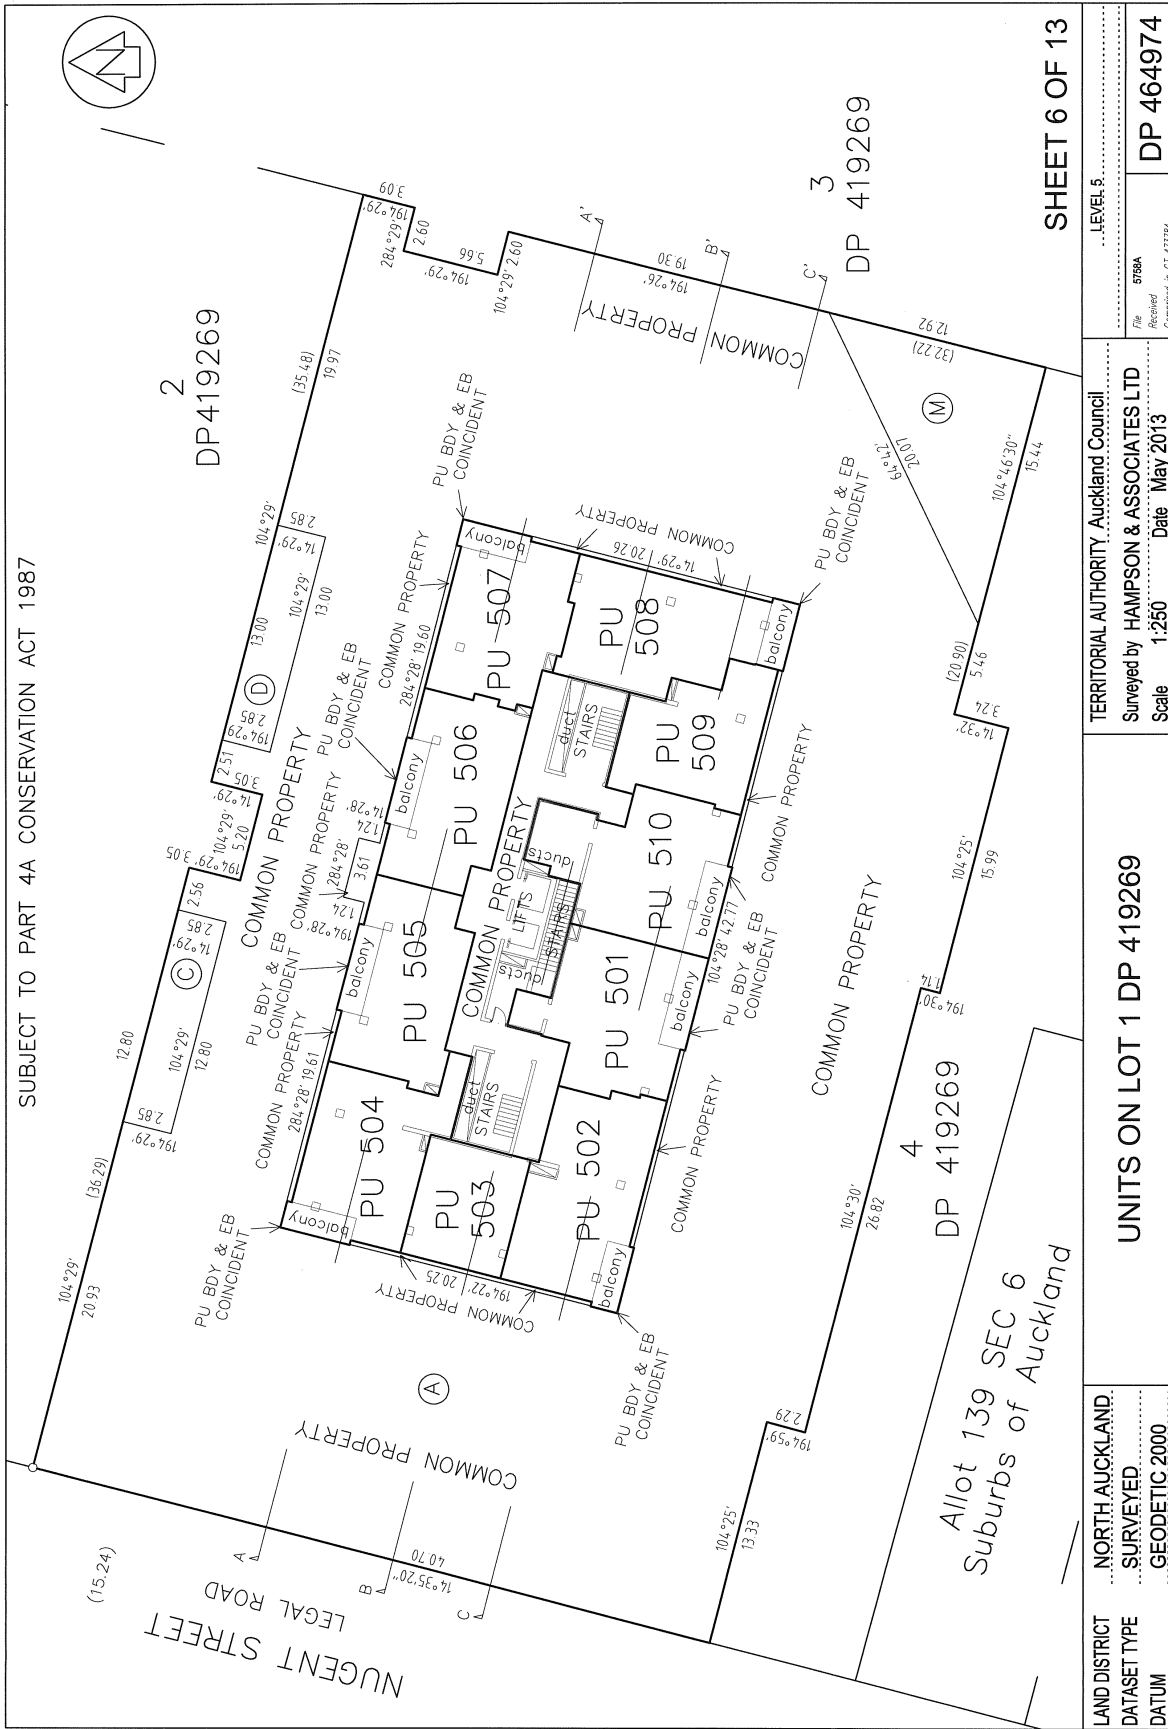 SUBJECT TO PART 4A CONSERVATION ACT 1987
N
2
DP419269
3
DP 419269
4
DP 419269
Allot 139 SEC 6
Suburbs of Auckland
NUGENT STREET
LEGAL ROAD
(15.24)
104°29'
20.93
(36.29)
12.80
194°29'
2.85
104°29'
12.80
C
14°29'
2.85
2.56
194°29'
3.05
104°29'
5.20
14°29'
3.05
2.51
194°29
2.85
D
13.00
104°29'
13.00
14°29'
2.85
104°29'
(35.48)
19.97
194°29'
3.09
284°29'
2.60
194°29'
5.66
104°29'
2.60
194°26'
19.30
A'
B'
C'
COMMON PROPERTY
COMMON
(32.22)
12.92
M
64°42'
20.07
104°46'30"
15.44
(20.90)
5.46
14°32'
3.24
104°25'
15.99
194°30'
1.14
104°30'
26.82
194°59'
2.29
104°25'
13.33
14°35'20"
40.70
A
B
C
COMMON PROPERTY
A
COMMON PROPERTY
PU BDY & EB
COINCIDENT
COMMON PROPERTY
284°28' 19.61
PU BDY & EB
COINCIDENT
COMMON PROPERTY
194°28'
1.24
284°28'
3.61
14°28'
1.24
PU BDY & EB
COINCIDENT
COMMON PROPERTY
284°28' 19.60
PU BDY & EB
COINCIDENT
COMMON PROPERTY
14°29'
20.26
COMMON PROPERTY
PU BDY & EB
COINCIDENT
COMMON PROPERTY
104°28' 42.77
PU BDY & EB
COINCIDENT
COMMON PROPERTY
COMMON PROPERTY
PU BDY & EB
COINCIDENT
COMMON PROPERTY
194°22'
20.25
COMMON PROPERTY
balcony
PU 504
balcony
PU 505
balcony
PU 506
balcony
PU 507
PU
503
duct
STAIRS
COMMON PROPERTY
ducts
LIFTS
STAIRS
ducts
duct
STAIRS
PU
508
balcony
PU 502
balcony
PU 501
balcony
PU 510
balcony
PU
509
SHEET 6 OF 13
LAND DISTRICT NORTH AUCKLAND
DATASET TYPE SURVEYED
DATUM GEODETIC 2000
UNITS ON LOT 1 DP 419269
TERRITORIAL AUTHORITY Auckland Council
Surveyed by HAMPSON & ASSOCIATES LTD
Scale 1:250 Date May 2013
LEVEL 5
File 5758A
Received
DP 464974